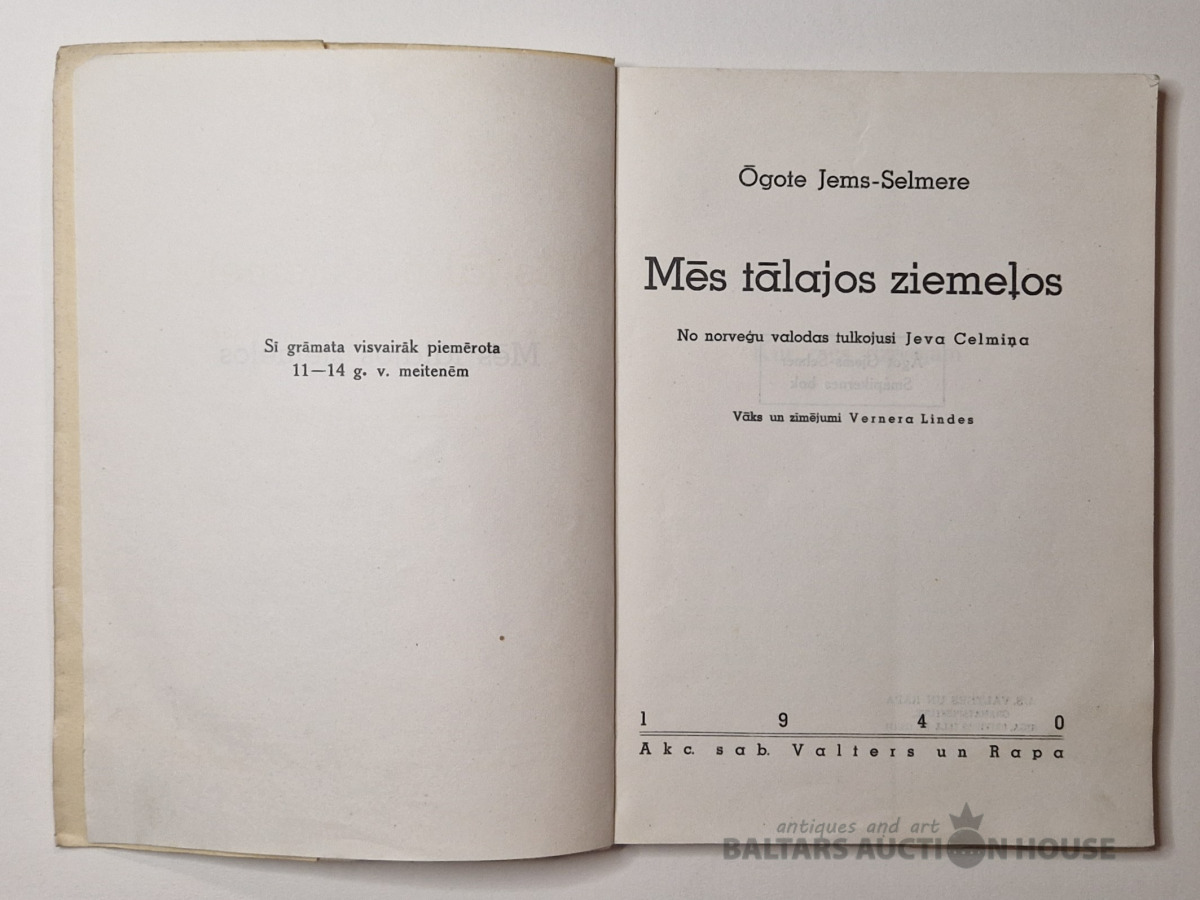 Šī grāmata visvairāk piemērota
11—14 g. v. meitenēm
Ōgote Jems-Selmere
Mēs tālajos ziemeļos
No norveģu valodas tulkojusi Jeva Celmiņa
Vāks un zīmējumi Vernera Lindes
1 9 4 0
Akc. sab. Valters un Rapa
antiques and art
BALTARS AUCTION HOUSE